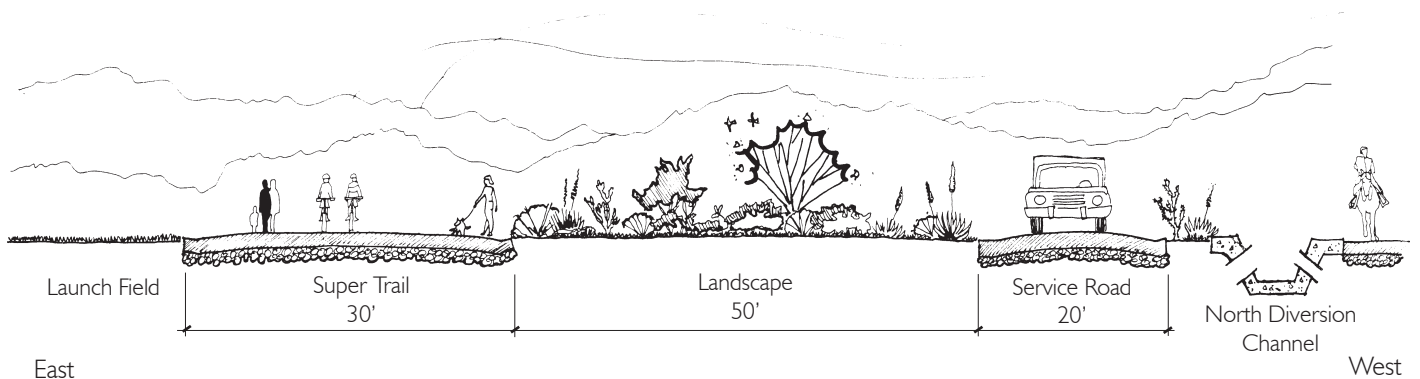 Launch Field
Super Trail
30’
Landscape
50’
Service Road
20’
North Diversion
Channel
East
West